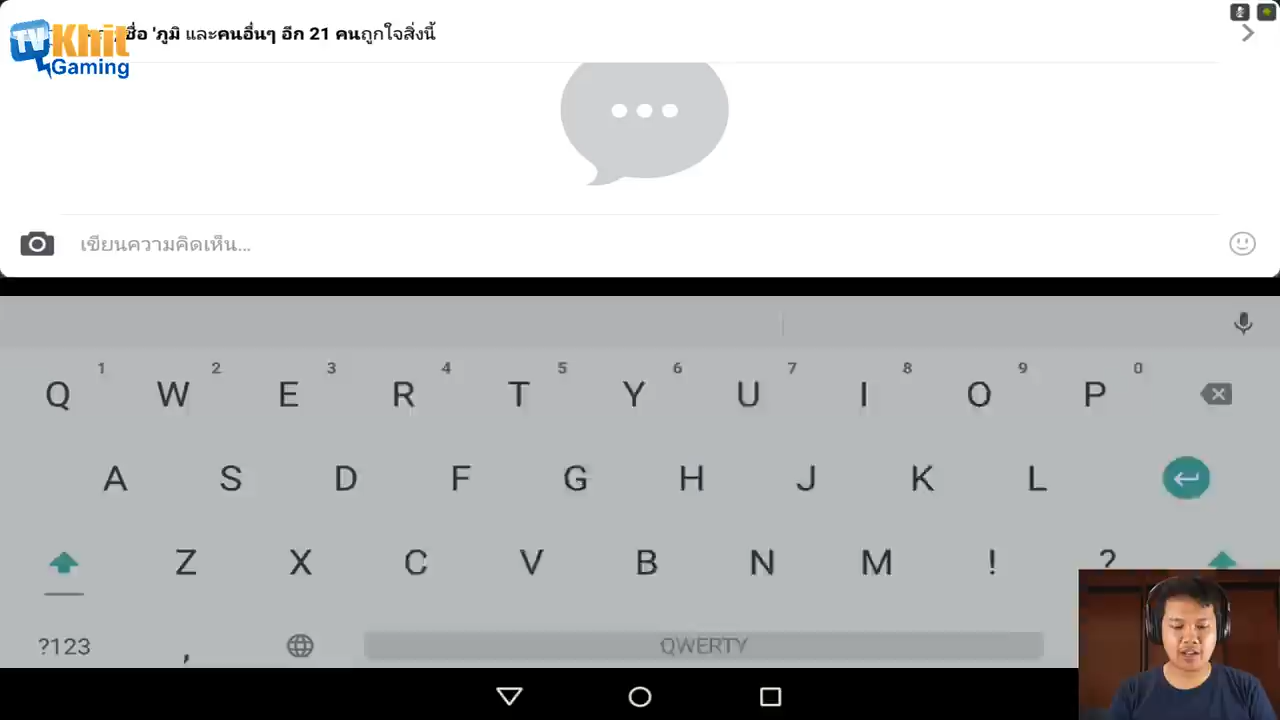 TV Khit Gaming
ชื่อ 'ภูมิ และคนอื่นๆ อีก 21 คนถูกใจสิ่งนี้
เขียนความคิดเห็น...
1 2 3 4 5 6 7 8 9 0
Q W E R T Y U I O P
A S D F G H J K L
Z X C V B N M ! ?
?123 , QWERTY